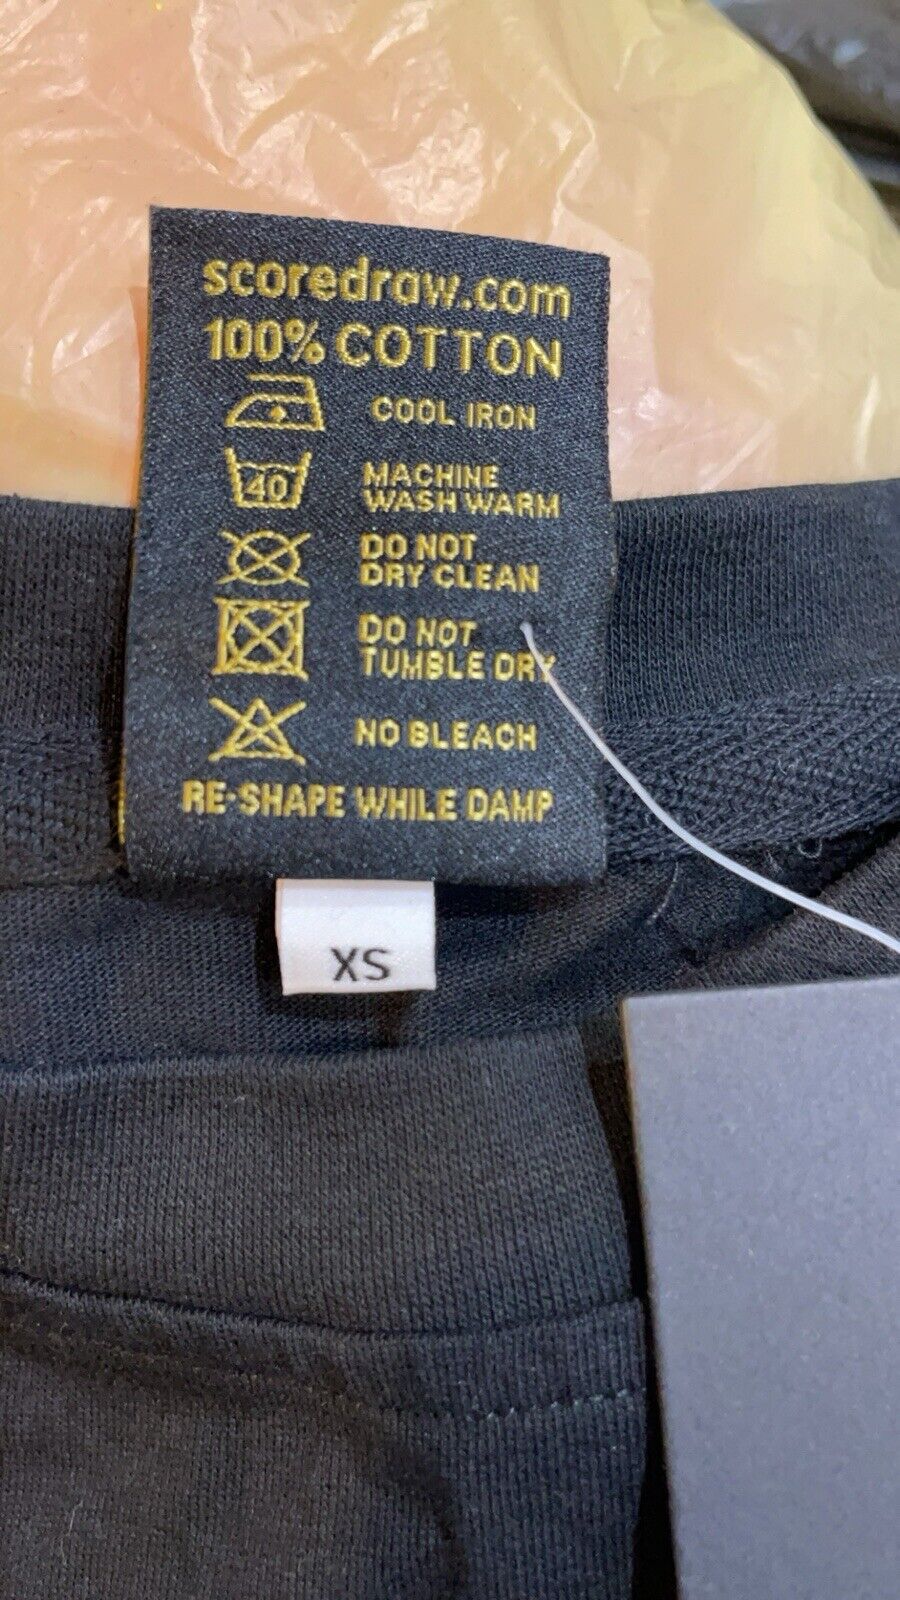 scoredraw.com
100% COTTON
COOL IRON
40
MACHINE
WASH WARM
DO NOT
DRY CLEAN
DO NOT
TUMBLE DRY
NO BLEACH
RE-SHAPE WHILE DAMP
XS